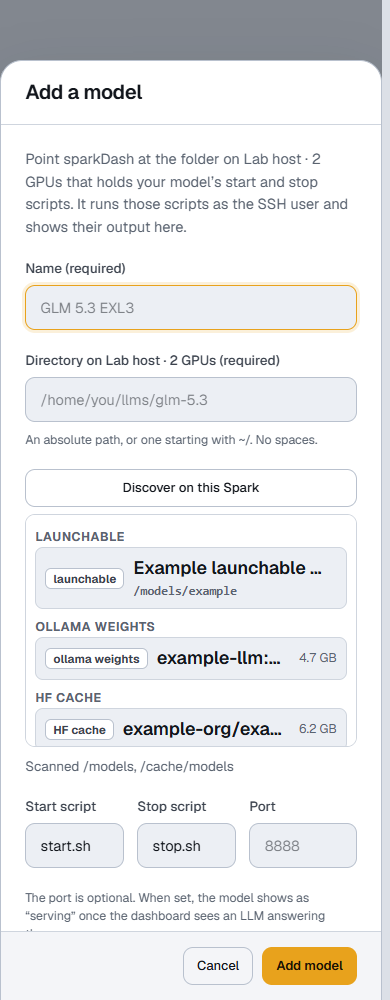 Add a model
Point sparkDash at the folder on Lab host · 2
GPUs that holds your model’s start and stop
scripts. It runs those scripts as the SSH user and
shows their output here.
Name (required)
GLM 5.3 EXL3
Directory on Lab host · 2 GPUs (required)
/home/you/llms/glm-5.3
An absolute path, or one starting with ~/. No spaces.
Discover on this Spark
LAUNCHABLE
launchable
Example launchable ...
/models/example
OLLAMA WEIGHTS
ollama weights example-llm:... 4.7 GB
HF CACHE
HF cache example-org/exa... 6.2 GB
Scanned /models, /cache/models
Start script Stop script Port
start.sh stop.sh 8888
The port is optional. When set, the model shows as
“serving” once the dashboard sees an LLM answering
Cancel Add model